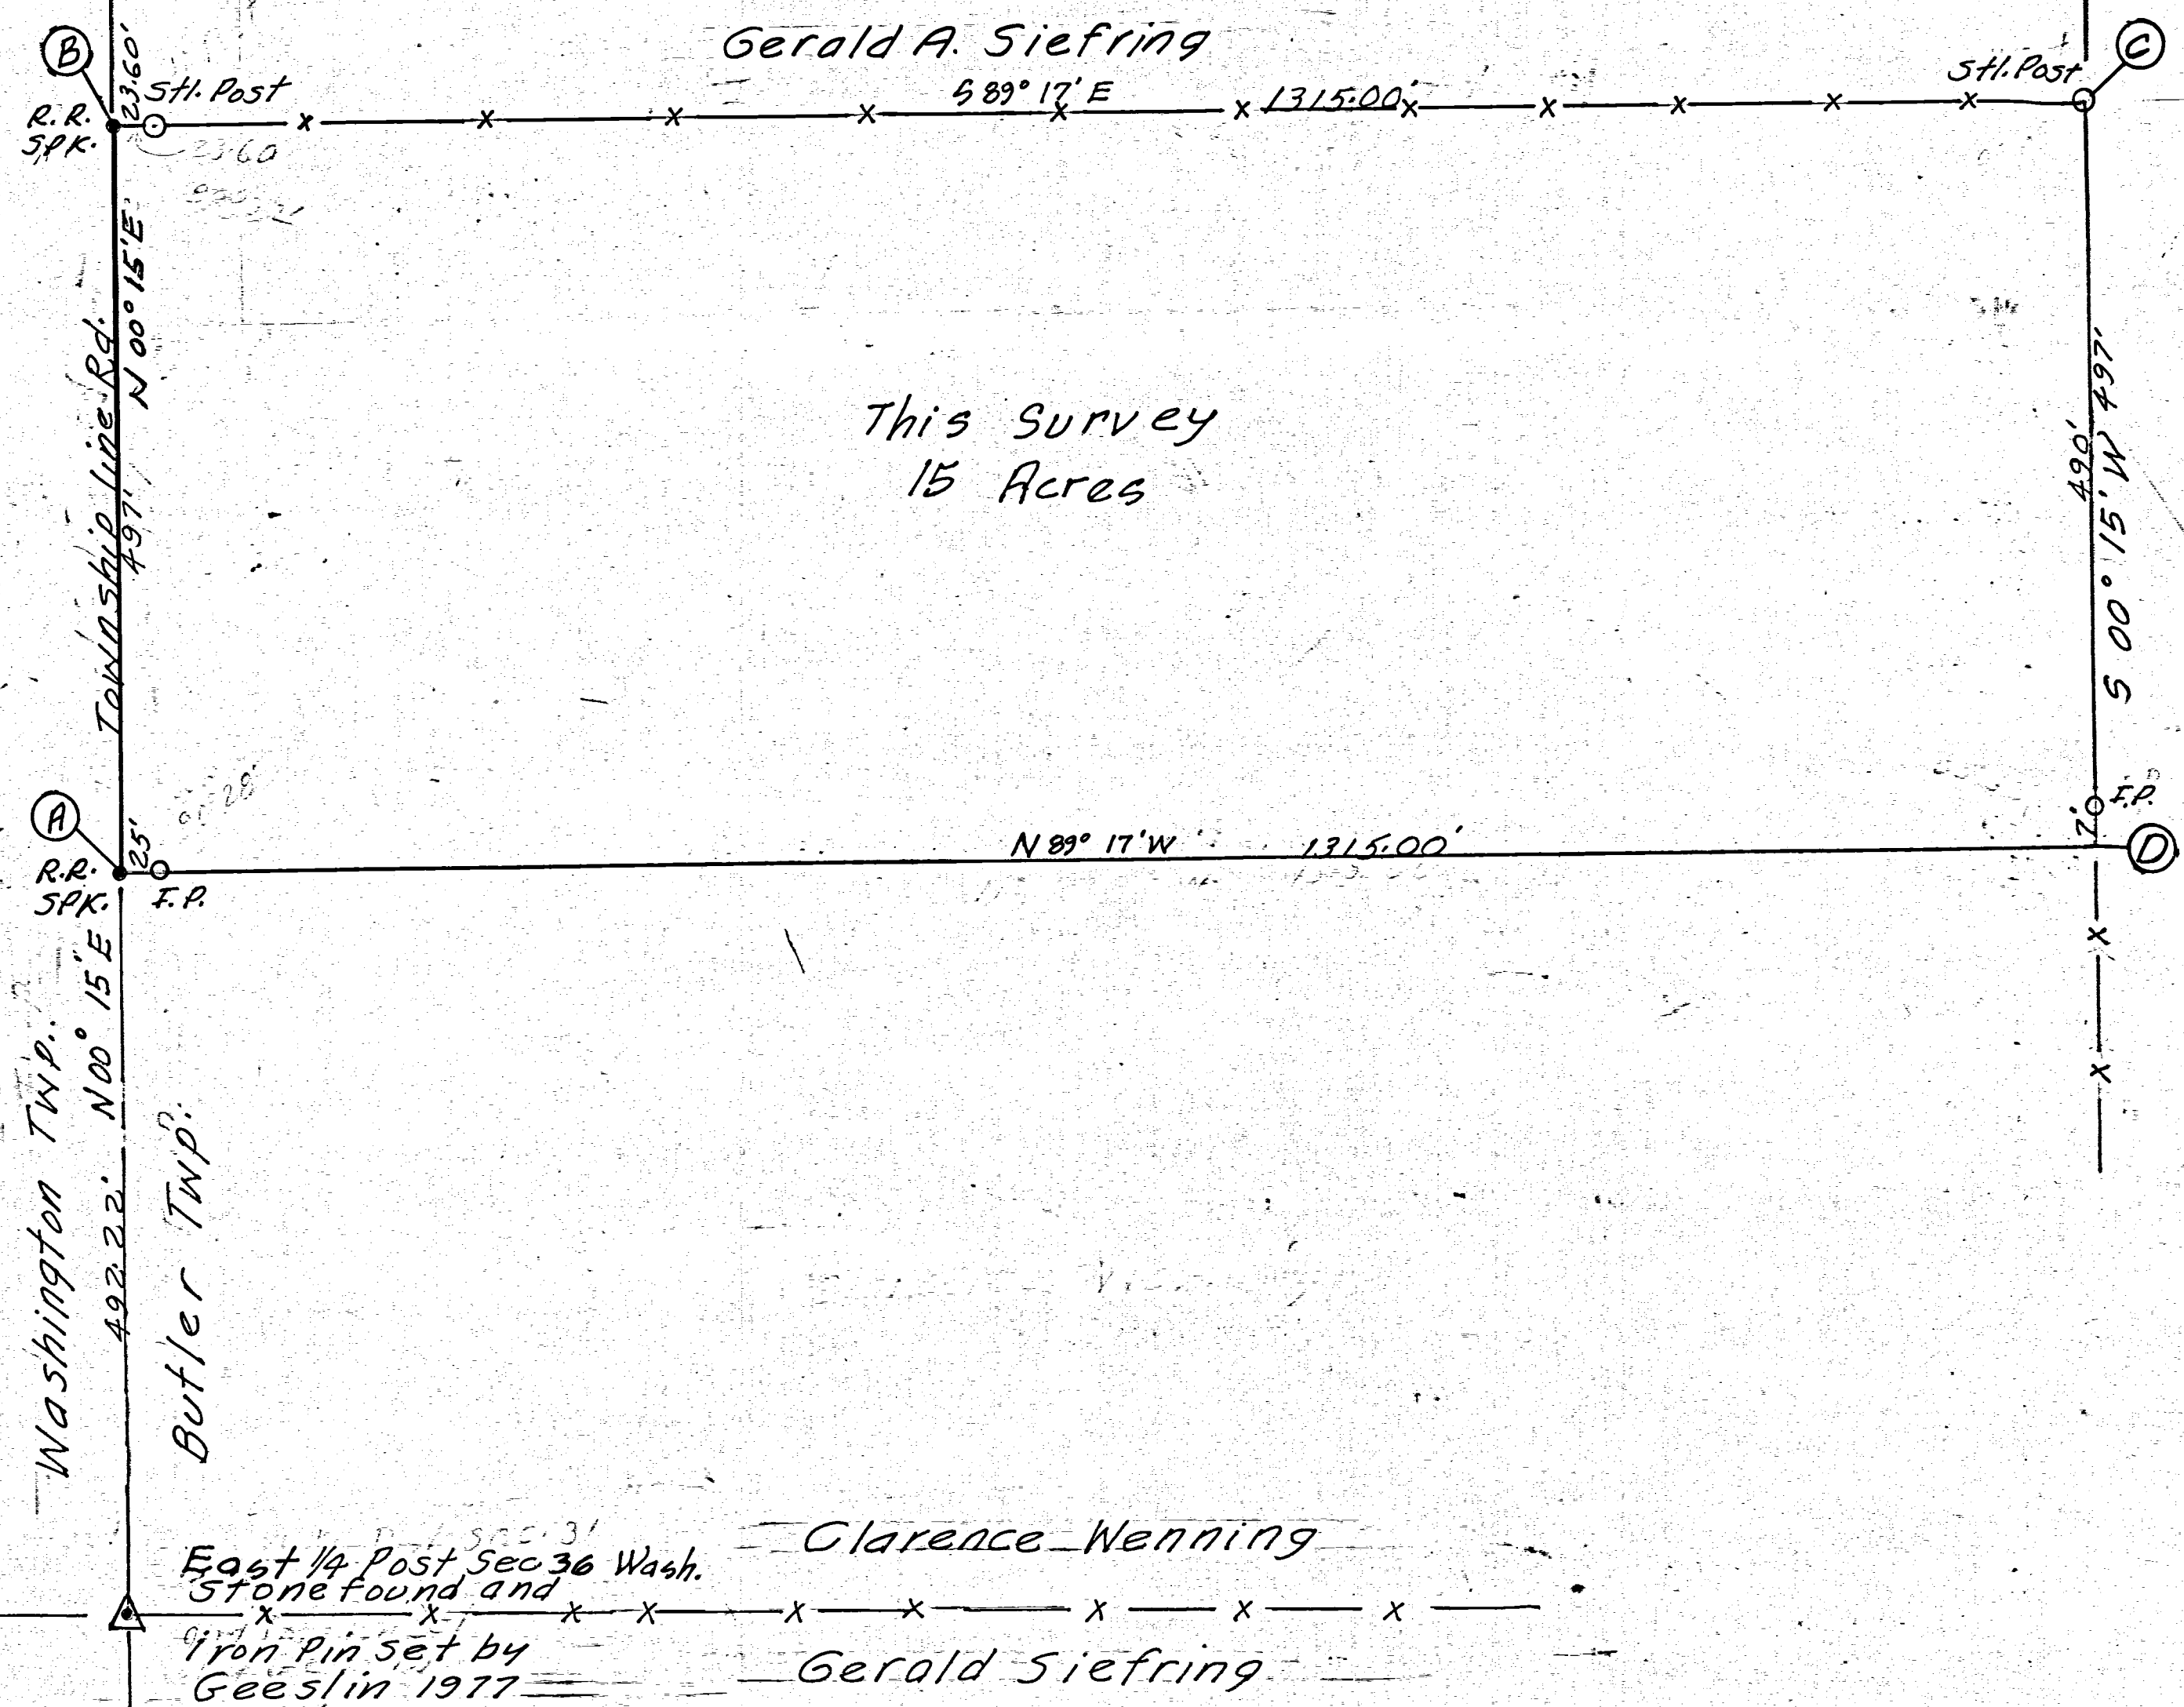 Gerald A. Siefring
B
23.60'
Stl. Post
S 89° 17' E
1315.00'
Stl. Post
C
R.R.
SPK.
23.60
N 00° 15' E
497'
Township Line Rd.
This Survey
15 Acres
490'
S 00° 15' W 497'
A
25'
R.R.
SPK.
I.P.
N 89° 17' W
1315.00'
7'
I.P.
D
N 00° 15' E
492.22'
Washington Twp.
Butler Twp.
East 1/4 Post Sec 36 Wash.
Stone found and
Iron Pin set by
Geeslin 1977
Clarence Wenning
Gerald Siefring